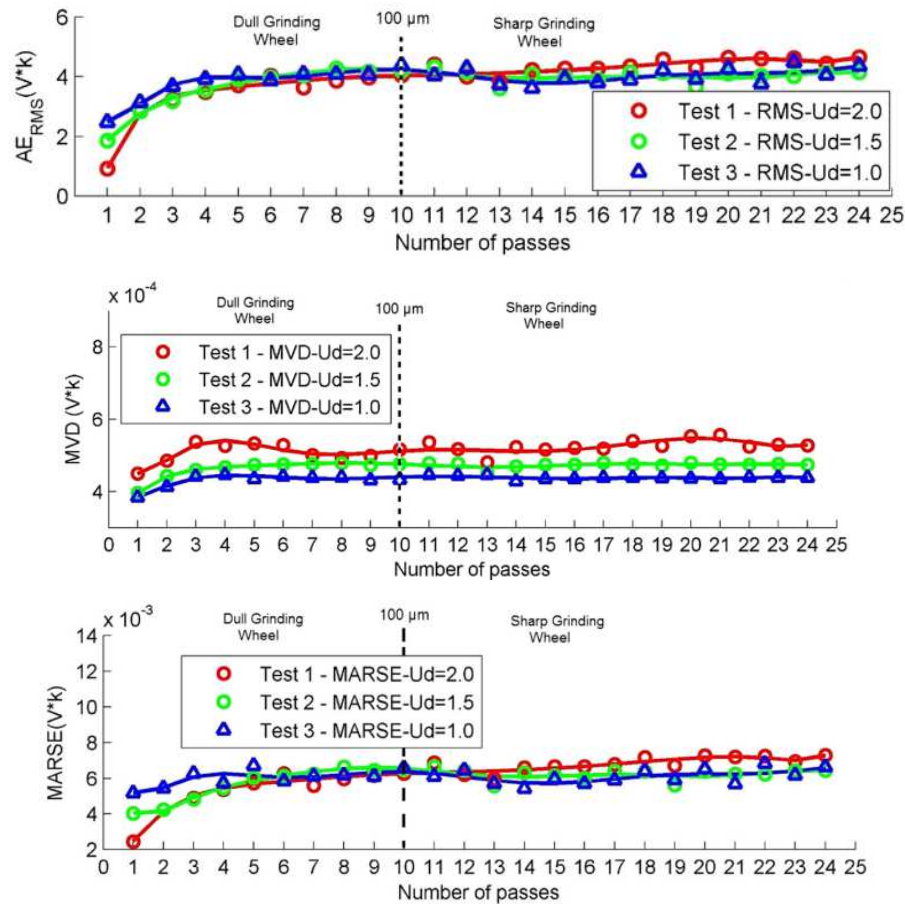 Dull Grinding
Wheel
100 µm
Sharp Grinding
Wheel
6
4
2
0
AE_RMS(V*k)
Test 1 - RMS-Ud=2.0
Test 2 - RMS-Ud=1.5
Test 3 - RMS-Ud=1.0
1 2 3 4 5 6 7 8 9 10 11 12 13 14 15 16 17 18 19 20 21 22 23 24 25
Number of passes
x 10⁻⁴
Dull Grinding
Wheel
100 µm
Sharp Grinding
Wheel
8
6
4
MVD (V*k)
Test 1 - MVD-Ud=2.0
Test 2 - MVD-Ud=1.5
Test 3 - MVD-Ud=1.0
0 1 2 3 4 5 6 7 8 9 10 11 12 13 14 15 16 17 18 19 20 21 22 23 24 25
Number of passes
x 10⁻³
Dull Grinding
Wheel
100 µm
Sharp Grinding
Wheel
14
12
10
8
6
4
2
MARSE(V*k)
Test 1 - MARSE-Ud=2.0
Test 2 - MARSE-Ud=1.5
Test 3 - MARSE-Ud=1.0
0 1 2 3 4 5 6 7 8 9 10 11 12 13 14 15 16 17 18 19 20 21 22 23 24 25
Number of passes